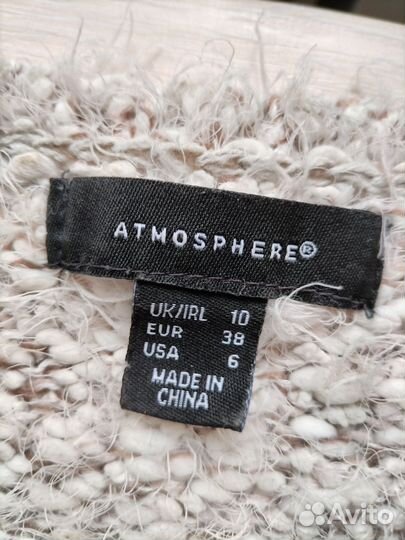 ATMOSPHERE®
UK/IRL 10
EUR 38
USA 6
MADE IN
CHINA
Avito